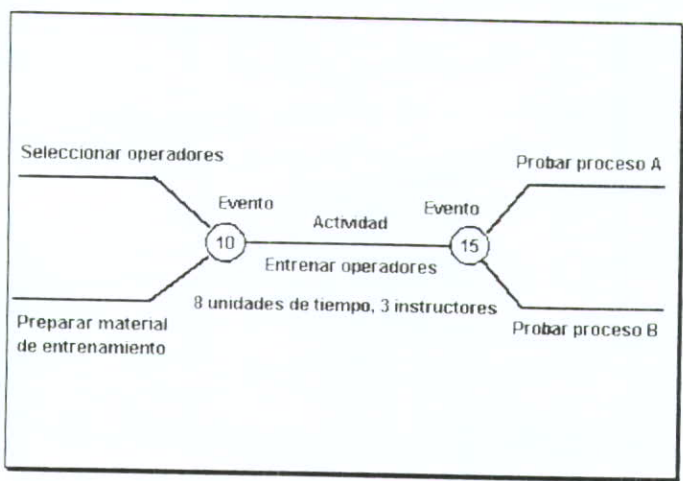 Seleccionar operadores
Probar proceso A
Evento
Actividad
Evento
10
15
Entrenar operadores
8 unidades de tiempo, 3 instructores
Preparar material
de entrenamiento
Probar proceso B